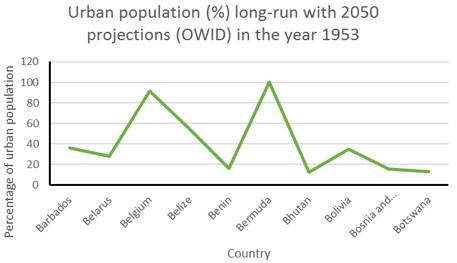 Urban population (%) long-run with 2050
projections (OWID) in the year 1953
Percentage of urban population
120
100
80
60
40
20
0
Barbados
Belarus
Belgium
Belize
Benin
Bermuda
Bhutan
Bolivia
Bosnia and...
Botswana
Country